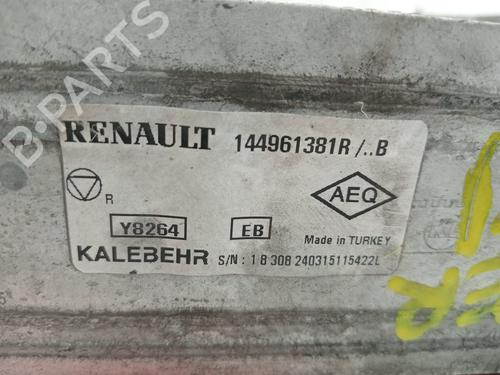 B-PARTS
RENAULT 144961381R /..B
R
AEQ
Y8264 EB
Made in TURKEY
KALEBEHR S/N : 1 8 308 240315115422L